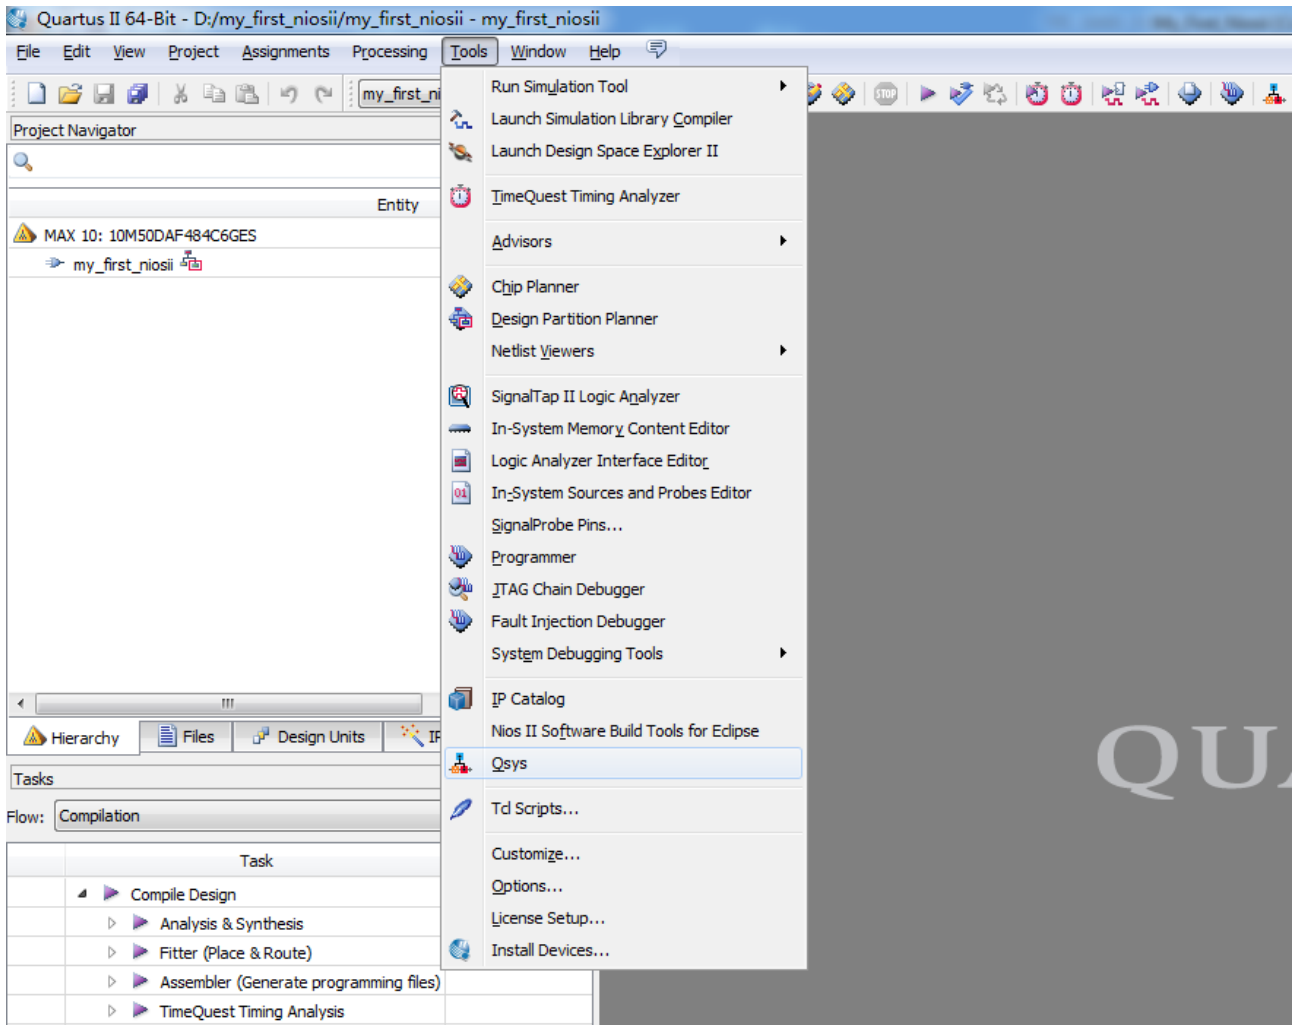 Quartus II 64-Bit - D:/my_first_niosii/my_first_niosii - my_first_niosii
File Edit View Project Assignments Processing Tools Window Help
my_first_ni
STOP
Project Navigator
Entity
MAX 10: 10M50DAF484C6GES
my_first_niosii
Run Simulation Tool
Launch Simulation Library Compiler
Launch Design Space Explorer II
TimeQuest Timing Analyzer
Advisors
Chip Planner
Design Partition Planner
Netlist Viewers
SignalTap II Logic Analyzer
In-System Memory Content Editor
Logic Analyzer Interface Editor
In-System Sources and Probes Editor
SignalProbe Pins...
Programmer
JTAG Chain Debugger
Fault Injection Debugger
System Debugging Tools
IP Catalog
Nios II Software Build Tools for Eclipse
Qsys
Tcl Scripts...
Customize...
Options...
License Setup...
Install Devices...
Hierarchy Files Design Units IP
QUA
Tasks
Flow: Compilation
Task
Compile Design
Analysis & Synthesis
Fitter (Place & Route)
Assembler (Generate programming files)
TimeQuest Timing Analysis